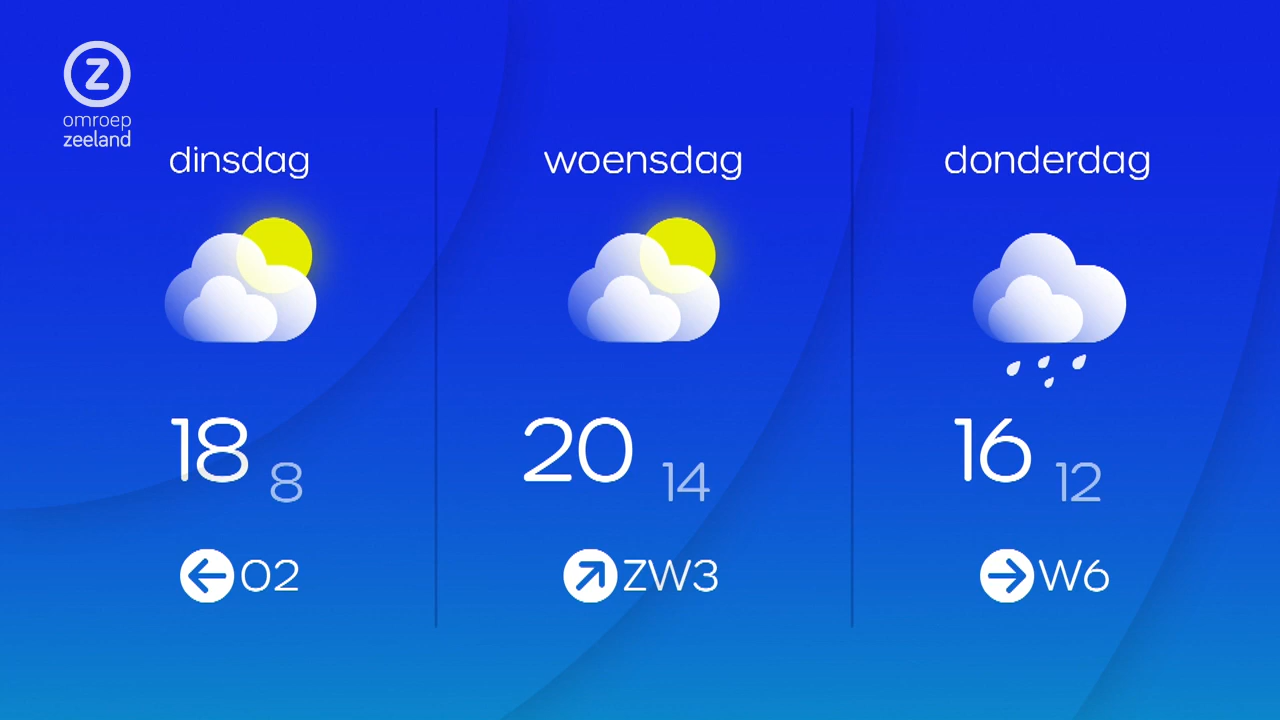 Z
omroep
zeeland
dinsdag
18 8
O2
woensdag
20 14
ZW3
donderdag
16 12
W6